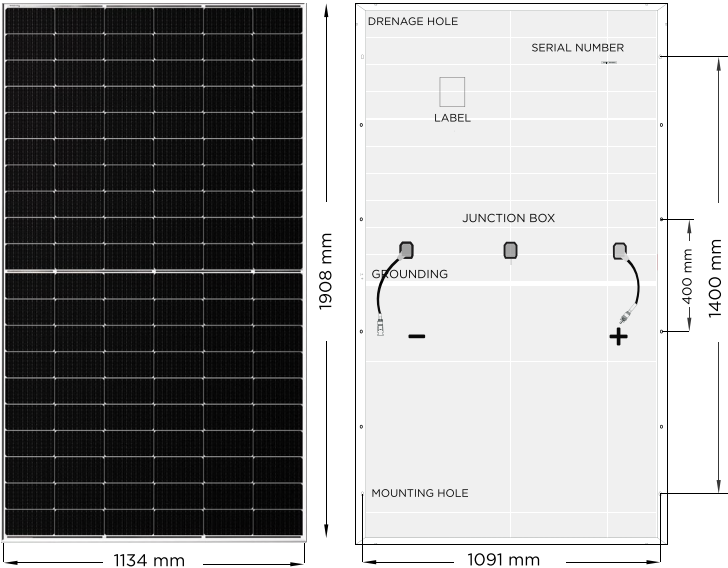 DRENAGE HOLE
SERIAL NUMBER
LABEL
JUNCTION BOX
GROUNDING
1908 mm
400 mm
1400 mm
− +
MOUNTING HOLE
1134 mm
1091 mm